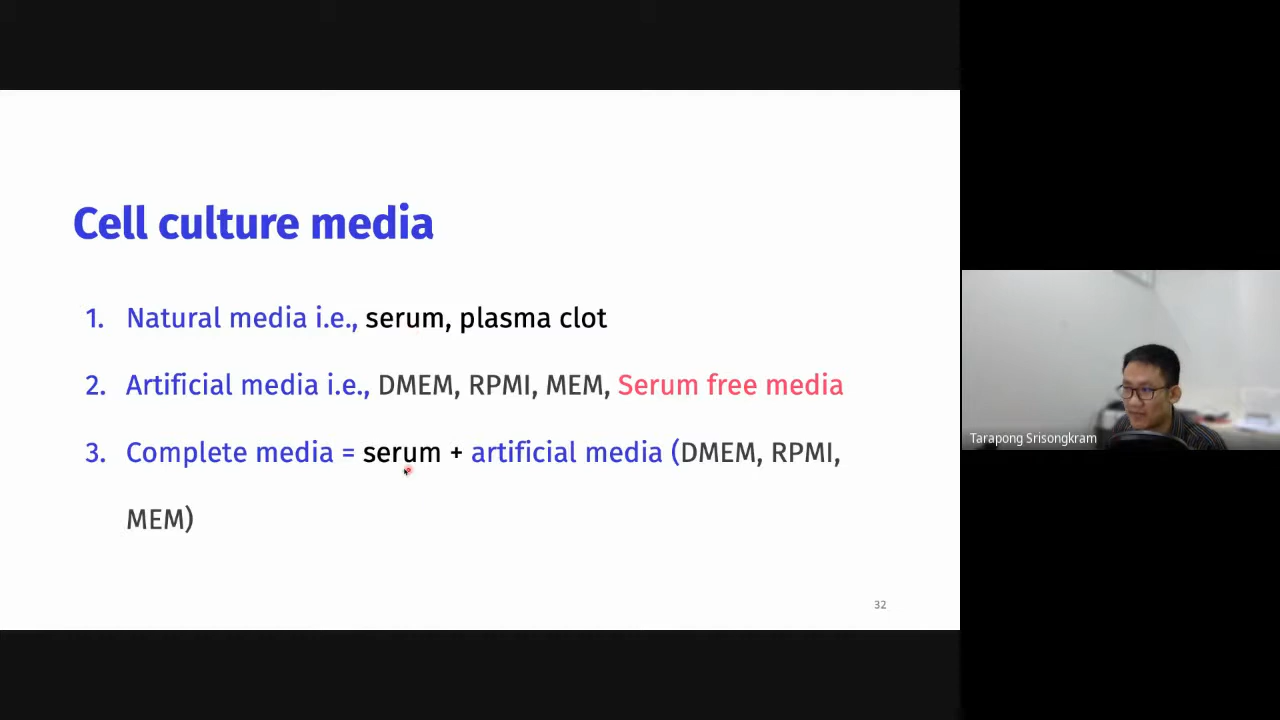 Cell culture media
1. Natural media i.e., serum, plasma clot
2. Artificial media i.e., DMEM, RPMI, MEM, Serum free media
3. Complete media = serum + artificial media (DMEM, RPMI,
MEM)
32
Tarapong Srisongkram